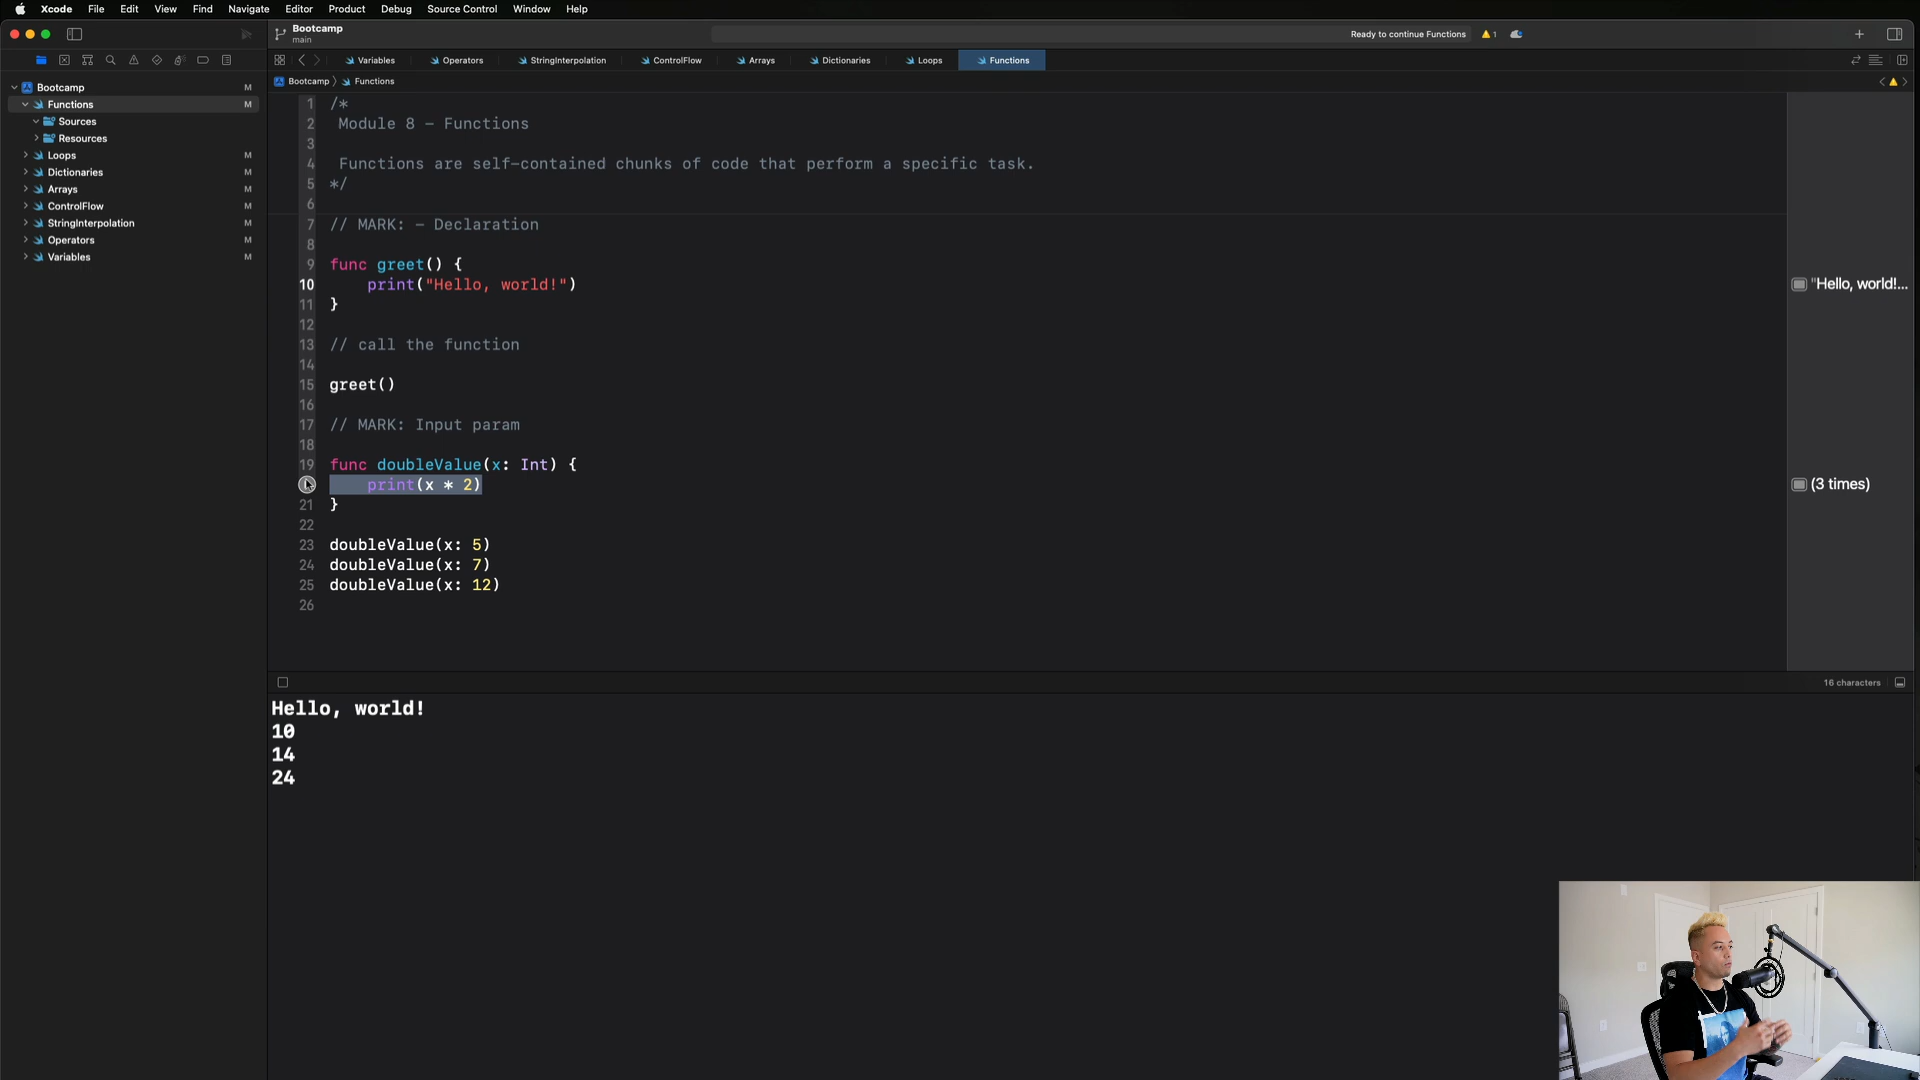 Xcode File Edit View Find Navigate Editor Product Debug Source Control Window Help
Bootcamp
main
Ready to continue Functions
1
Variables Operators StringInterpolation ControlFlow Arrays Dictionaries Loops Functions
Bootcamp Functions
Bootcamp M
Functions M
Sources
Resources
Loops M
Dictionaries M
Arrays M
ControlFlow M
StringInterpolation M
Operators M
Variables M
1 /*
2 Module 8 – Functions
3
4 Functions are self-contained chunks of code that perform a specific task.
5 */
6
7 // MARK: – Declaration
8
9 func greet() {
10 print("Hello, world!")
11 }
12
13 // call the function
14
15 greet()
16
17 // MARK: Input param
18
19 func doubleValue(x: Int) {
print(x * 2)
21 }
22
23 doubleValue(x: 5)
24 doubleValue(x: 7)
25 doubleValue(x: 12)
26
"Hello, world!...
(3 times)
16 characters
Hello, world!
10
14
24